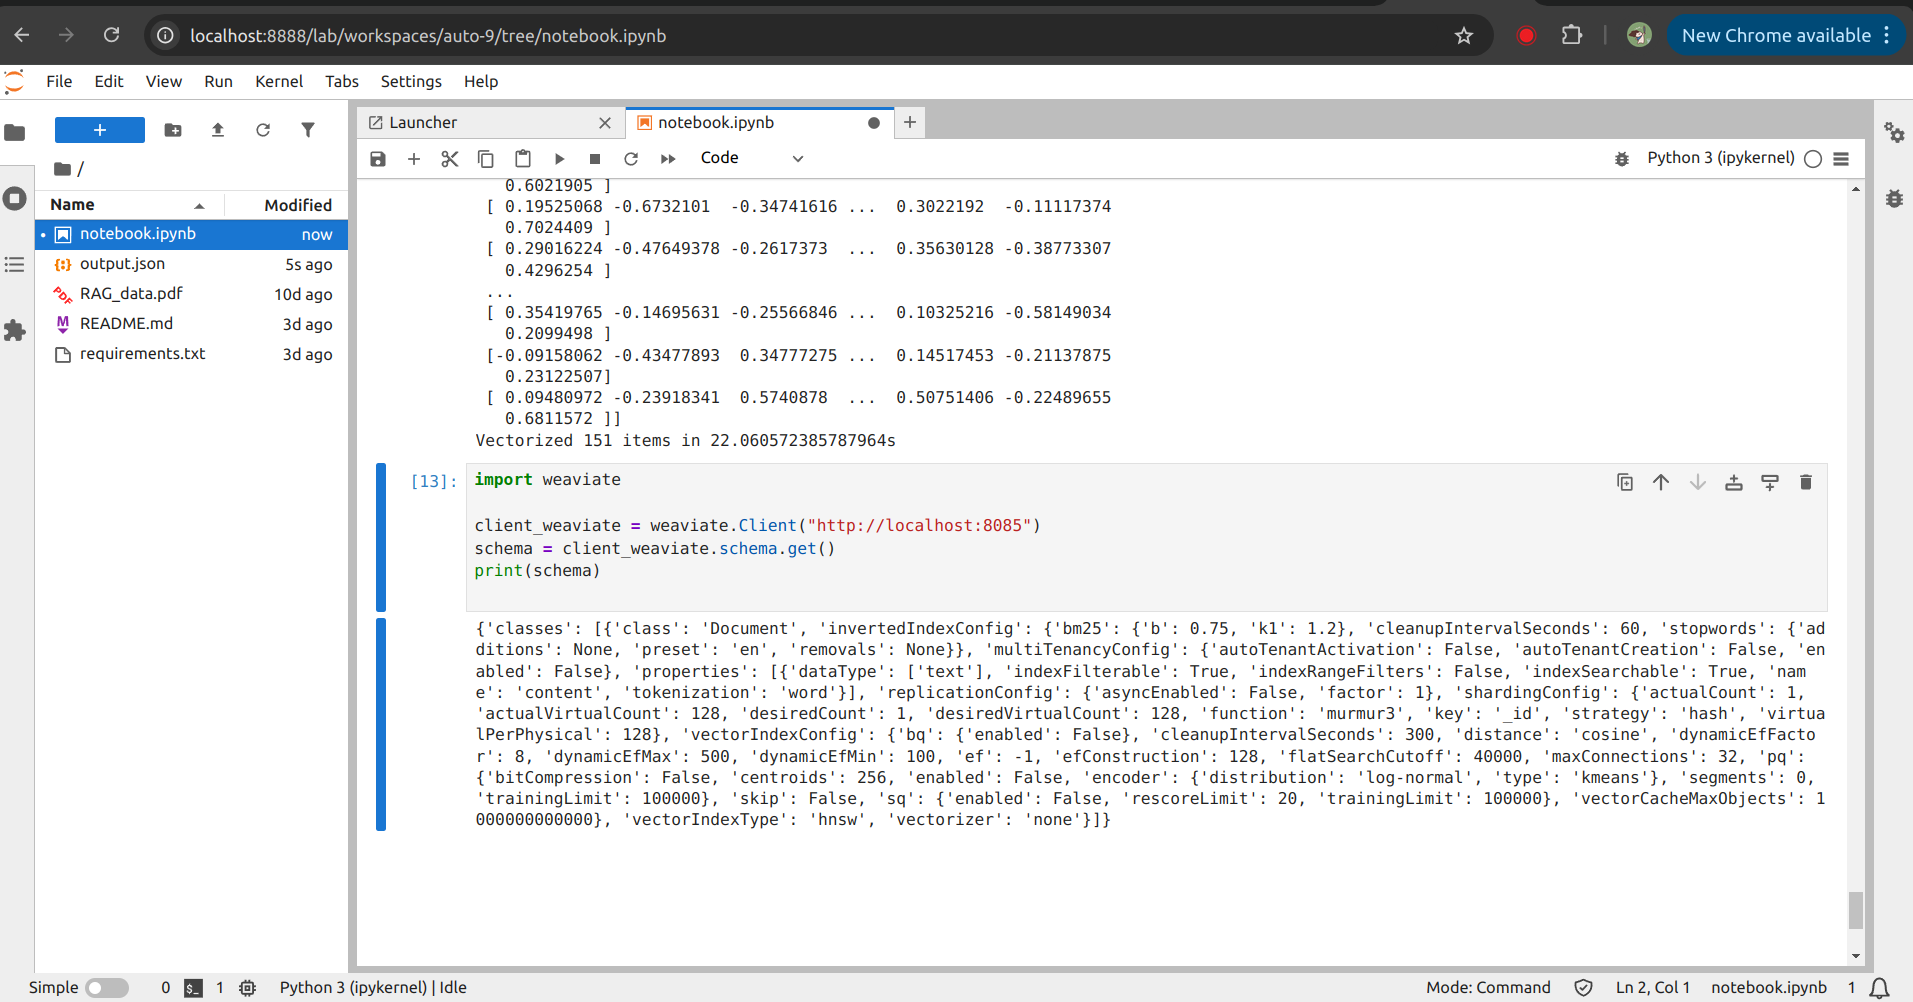 localhost:8888/lab/workspaces/auto-9/tree/notebook.ipynb
New Chrome available
File Edit View Run Kernel Tabs Settings Help
+
/
Name Modified
notebook.ipynb now
output.json 5s ago
RAG_data.pdf 10d ago
README.md 3d ago
requirements.txt 3d ago
Launcher
notebook.ipynb
Code
Python 3 (ipykernel)
0.6021905 ]
[ 0.19525068 -0.6732101 -0.34741616 ... 0.3022192 -0.11117374
0.7024409 ]
[ 0.29016224 -0.47649378 -0.2617373 ... 0.35630128 -0.38773307
0.4296254 ]
...
[ 0.35419765 -0.14695631 -0.25566846 ... 0.10325216 -0.58149034
0.2099498 ]
[-0.09158062 -0.43477893 0.34777275 ... 0.14517453 -0.21137875
0.23122507]
[ 0.09480972 -0.23918341 0.5740878 ... 0.50751406 -0.22489655
0.6811572 ]]
Vectorized 151 items in 22.060572385787964s
[13]:
import weaviate
client_weaviate = weaviate.Client("http://localhost:8085")
schema = client_weaviate.schema.get()
print(schema)
{'classes': [{'class': 'Document', 'invertedIndexConfig': {'bm25': {'b': 0.75, 'k1': 1.2}, 'cleanupIntervalSeconds': 60, 'stopwords': {'ad
ditions': None, 'preset': 'en', 'removals': None}}, 'multiTenancyConfig': {'autoTenantActivation': False, 'autoTenantCreation': False, 'en
abled': False}, 'properties': [{'dataType': ['text'], 'indexFilterable': True, 'indexRangeFilters': False, 'indexSearchable': True, 'nam
e': 'content', 'tokenization': 'word'}], 'replicationConfig': {'asyncEnabled': False, 'factor': 1}, 'shardingConfig': {'actualCount': 1,
'actualVirtualCount': 128, 'desiredCount': 1, 'desiredVirtualCount': 128, 'function': 'murmur3', 'key': '_id', 'strategy': 'hash', 'virtua
lPerPhysical': 128}, 'vectorIndexConfig': {'bq': {'enabled': False}, 'cleanupIntervalSeconds': 300, 'distance': 'cosine', 'dynamicEfFacto
r': 8, 'dynamicEfMax': 500, 'dynamicEfMin': 100, 'ef': -1, 'efConstruction': 128, 'flatSearchCutoff': 40000, 'maxConnections': 32, 'pq':
{'bitCompression': False, 'centroids': 256, 'enabled': False, 'encoder': {'distribution': 'log-normal', 'type': 'kmeans'}, 'segments': 0,
'trainingLimit': 100000}, 'skip': False, 'sq': {'enabled': False, 'rescoreLimit': 20, 'trainingLimit': 100000}, 'vectorCacheMaxObjects': 1
000000000000}, 'vectorIndexType': 'hnsw', 'vectorizer': 'none'}]}
Simple 0 1 Python 3 (ipykernel) | Idle Mode: Command Ln 2, Col 1 notebook.ipynb 1